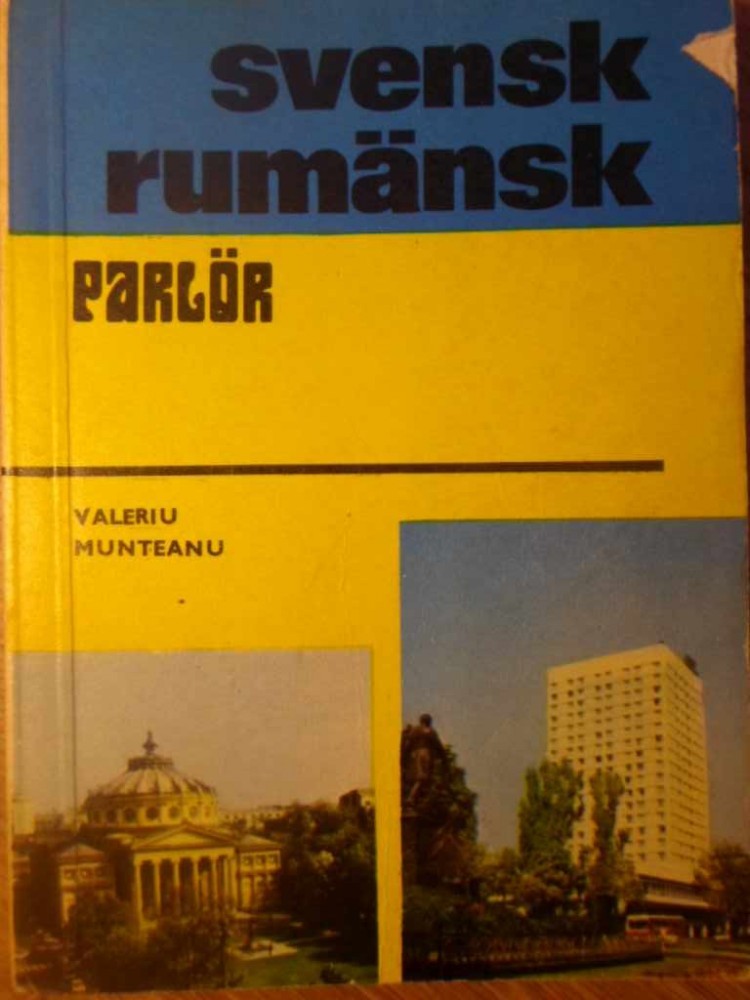 svensk
rumänsk
PARLÖR
VALERIU
MUNTEANU